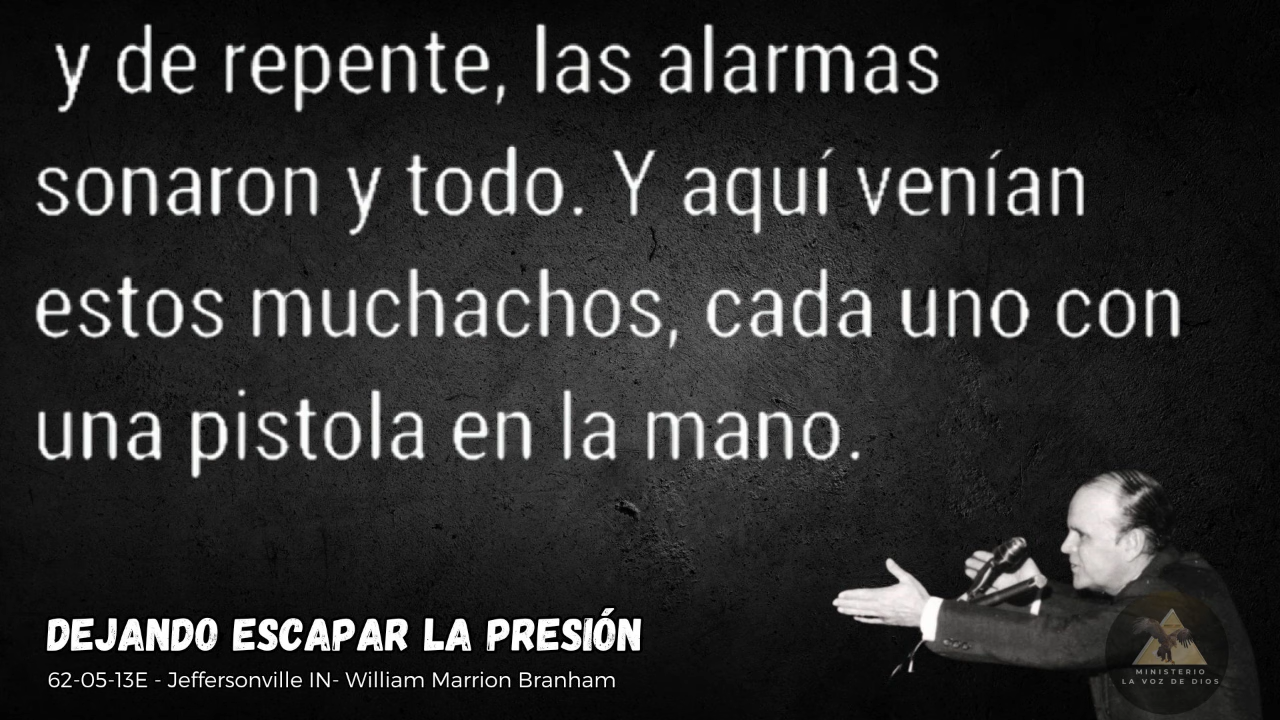 y de repente, las alarmas
sonaron y todo. Y aquí venían
estos muchachos, cada uno con
una pistola en la mano.
DEJANDO ESCAPAR LA PRESIÓN
62-05-13E - Jeffersonville IN- William Marrion Branham
MINISTERIO
LA VOZ DE DIOS